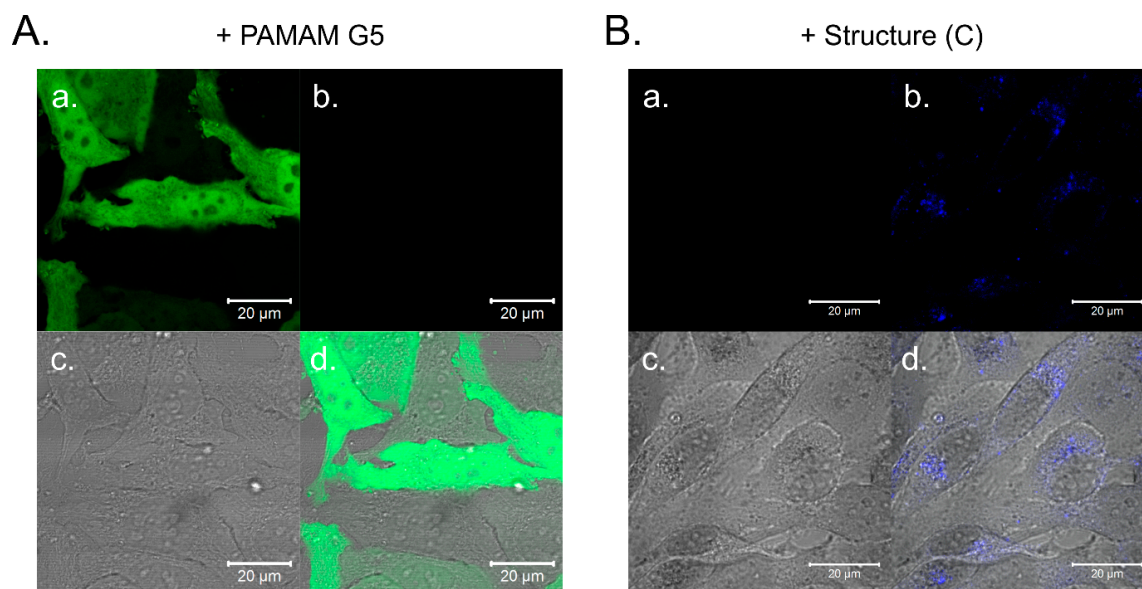 A. + PAMAM G5
a. b.
20 µm 20 µm
c. d.
20 µm 20 µm
B. + Structure (C)
a. b.
20 µm 20 µm
c. d.
20 µm 20 µm